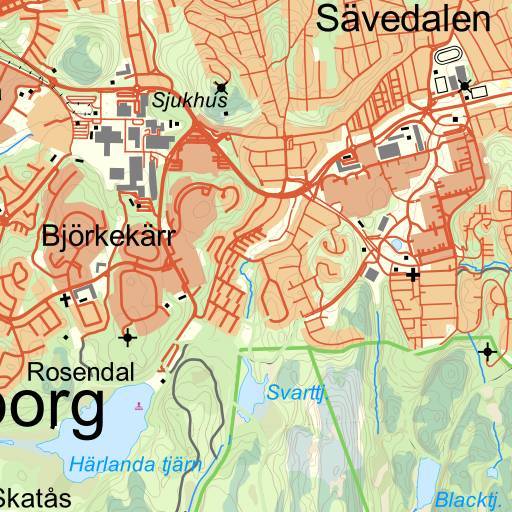 Sävedalen
Sjukhus
Björkekärr
Rosendal
borg
Svarttj.
Härlanda tjärn
Skatås
Blacktj.